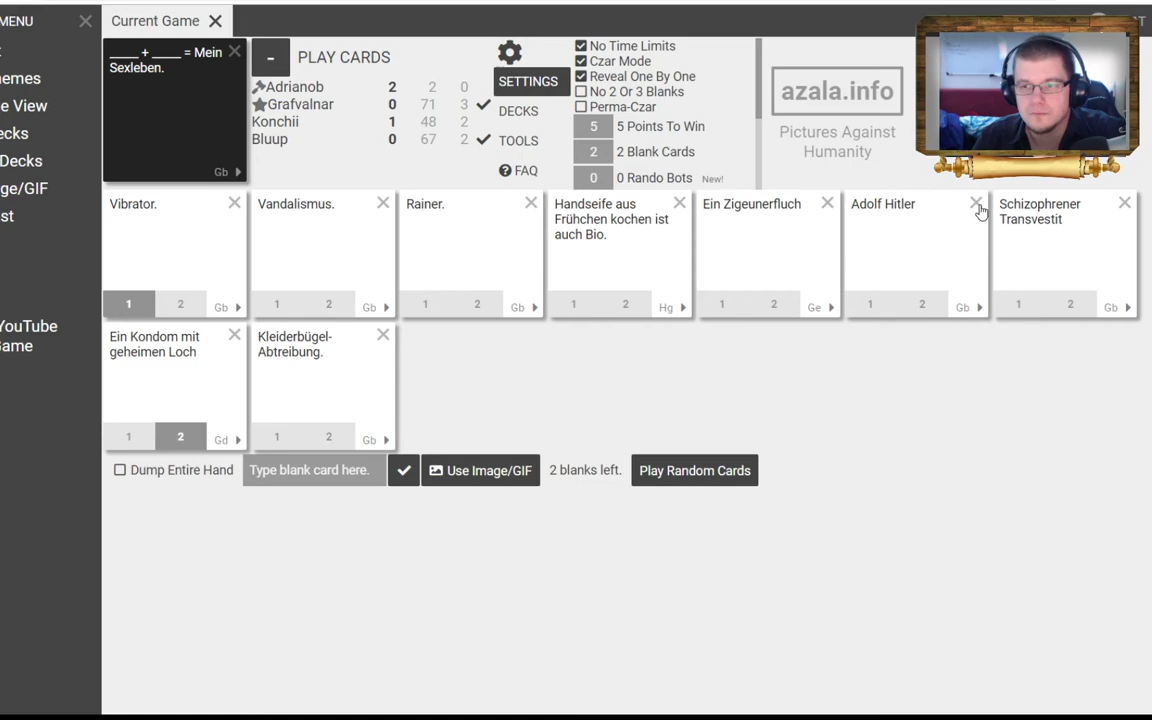 MENU
Current Game
emes
e View
ecks
Decks
ge/GIF
st
YouTube
Game
____ + ____ = Mein
Sexleben.
Gb
-
PLAY CARDS
Adrianob 2 2 0
Grafvalnar 0 71 3
Konchii 1 48 2
Bluup 0 67 2
SETTINGS
DECKS
TOOLS
FAQ
No Time Limits
Czar Mode
Reveal One By One
No 2 Or 3 Blanks
Perma-Czar
5 5 Points To Win
2 2 Blank Cards
0 0 Rando Bots New!
azala.info
Pictures Against
Humanity
Vibrator.
1 2 Gb
Vandalismus.
1 2 Gb
Rainer.
1 2 Gb
Handseife aus
Frühchen kochen ist
auch Bio.
1 2 Hg
Ein Zigeunerfluch
1 2 Ge
Adolf Hitler
1 2 Gb
Schizophrener
Transvestit
1 2 Gb
Ein Kondom mit
geheimen Loch
1 2 Gd
Kleiderbügel-
Abtreibung.
1 2 Gb
Dump Entire Hand
Type blank card here.
Use Image/GIF
2 blanks left.
Play Random Cards